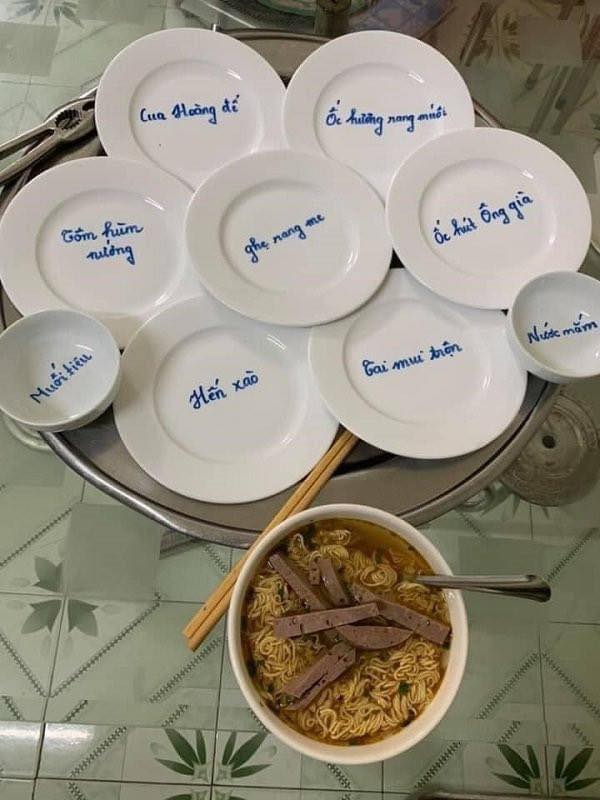 Cua Hoàng đế
Ốc hương rang muối
Tôm hùm
nướng
ghẹ rang me
Ốc hút Ông già
Muối tiêu
Hến xào
Tai mui trộn
Nước mắm